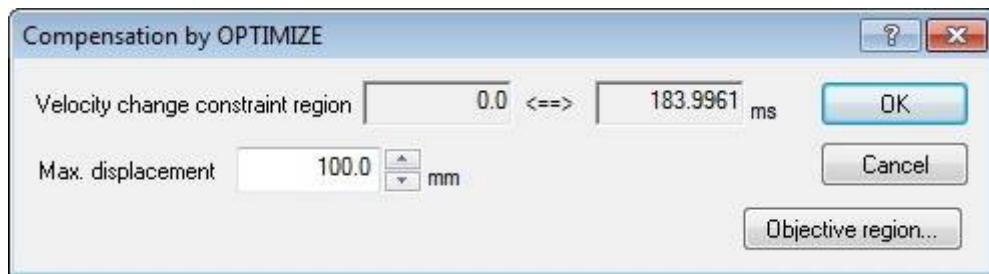 Compensation by OPTIMIZE
Velocity change constraint region 0.0 <==> 183.9961 ms OK
Max. displacement 100.0 mm Cancel
Objective region...